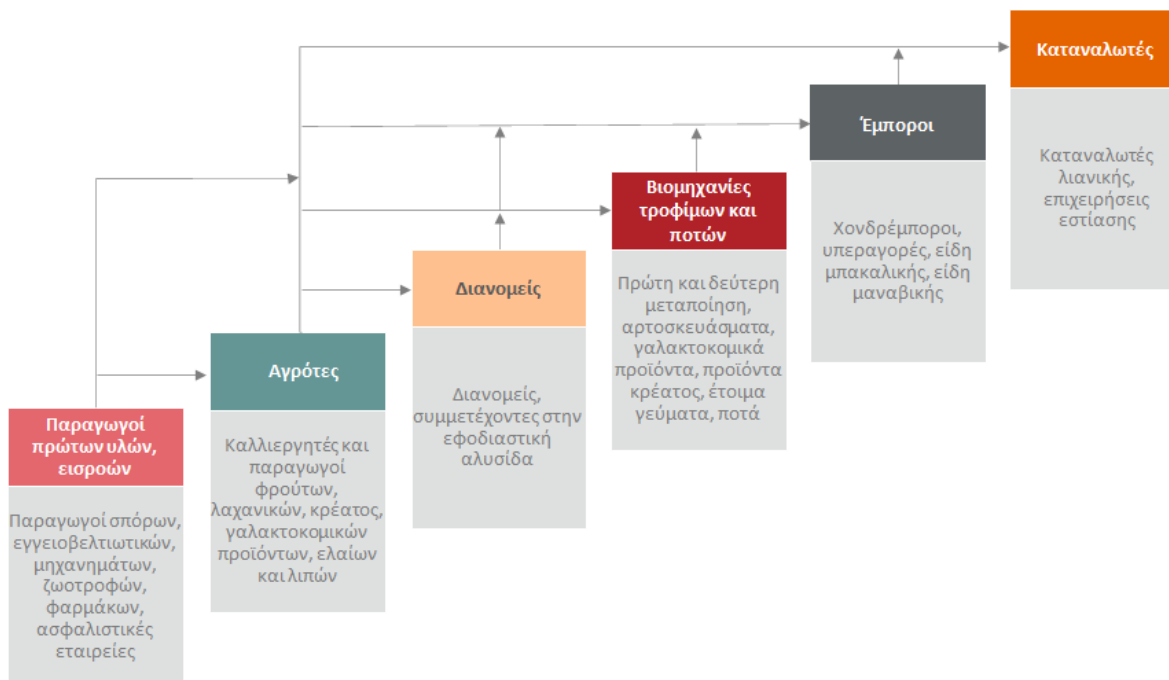 Καταναλωτές
Καταναλωτές
λιανικής,
επιχειρήσεις
εστίασης
Έμποροι
Χονδρέμποροι,
υπεραγορές, είδη
μπακαλικής, είδη
μαναβικής
Βιομηχανίες
τροφίμων και
ποτών
Πρώτη και δεύτερη
μεταποίηση,
αρτοσκευάσματα,
γαλακτοκομικά
προϊόντα, προϊόντα
κρέατος, έτοιμα
γεύματα, ποτά
Διανομείς
Διανομείς,
συμμετέχοντες στην
εφοδιαστική
αλυσίδα
Αγρότες
Καλλιεργητές και
παραγωγοί
φρούτων,
λαχανικών, κρέατος,
γαλακτοκομικών
προϊόντων, ελαίων
και λιπών
Παραγωγοί
πρώτων υλών,
εισροών
Παραγωγοί σπόρων,
εγγειοβελτιωτικών,
μηχανημάτων,
ζωοτροφών,
φαρμάκων,
ασφαλιστικές
εταιρείες